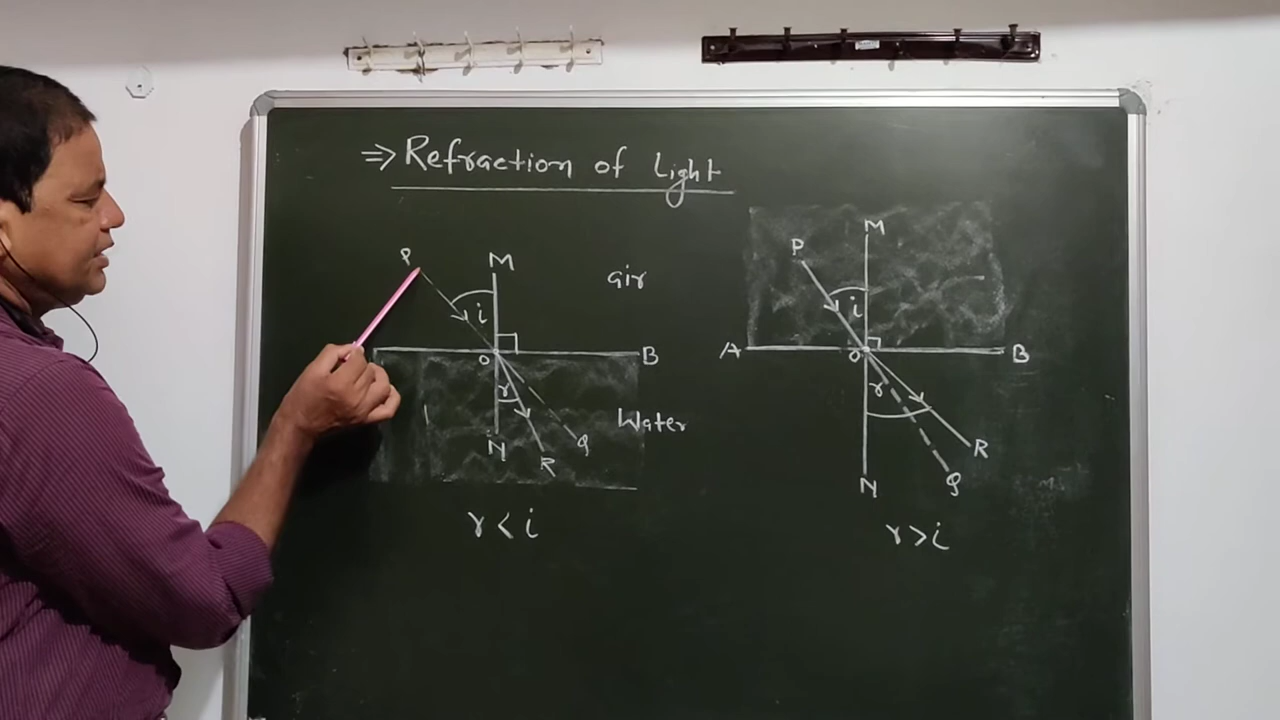 ⇒ Refraction of Light
P M air
i
O B
r
Water
N R Q
r < i
P M
i
A O B
r
R
N Q
r > i